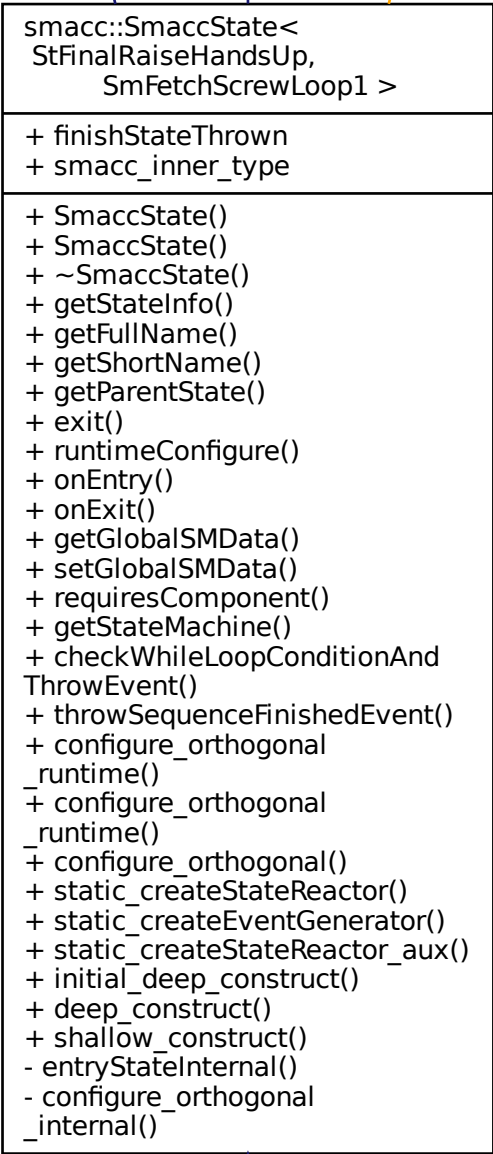 smacc::SmaccState<
StFinalRaiseHandsUp,
SmFetchScrewLoop1 >
+ finishStateThrown
+ smacc_inner_type
+ SmaccState()
+ SmaccState()
+ ~SmaccState()
+ getStateInfo()
+ getFullName()
+ getShortName()
+ getParentState()
+ exit()
+ runtimeConfigure()
+ onEntry()
+ onExit()
+ getGlobalSMData()
+ setGlobalSMData()
+ requiresComponent()
+ getStateMachine()
+ checkWhileLoopConditionAnd
ThrowEvent()
+ throwSequenceFinishedEvent()
+ configure_orthogonal
_runtime()
+ configure_orthogonal
_runtime()
+ configure_orthogonal()
+ static_createStateReactor()
+ static_createEventGenerator()
+ static_createStateReactor_aux()
+ initial_deep_construct()
+ deep_construct()
+ shallow_construct()
- entryStateInternal()
- configure_orthogonal
_internal()